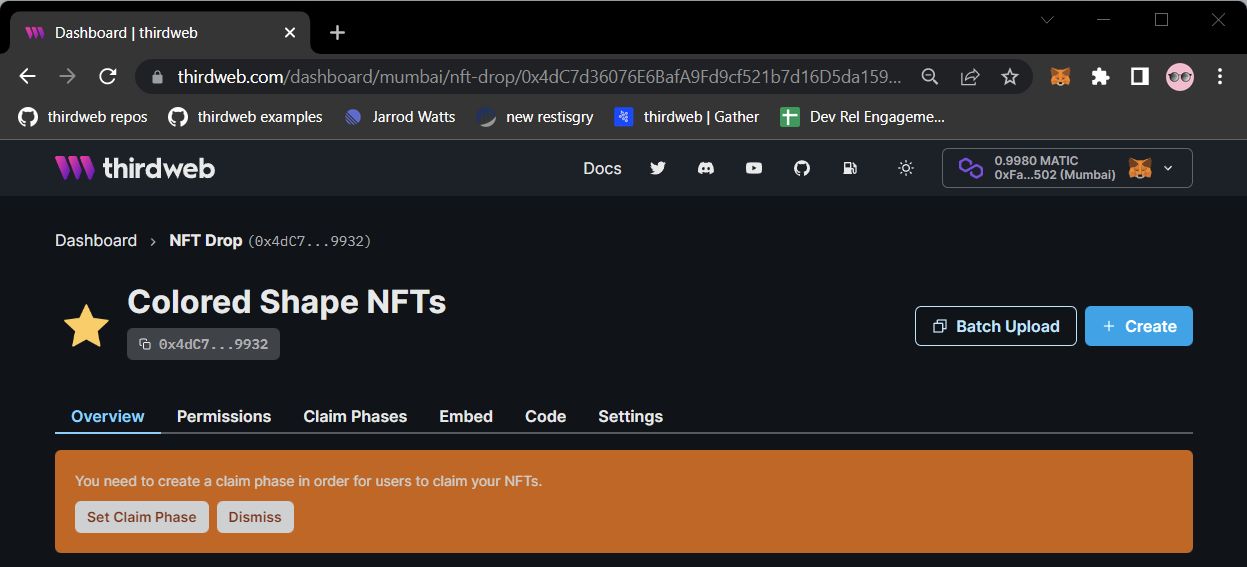 Dashboard | thirdweb
thirdweb.com/dashboard/mumbai/nft-drop/0x4dC7d36076E6BafA9Fd9cf521b7d16D5da159...
thirdweb repos thirdweb examples Jarrod Watts new restisgry thirdweb | Gather Dev Rel Engageme...
thirdweb Docs
0.9980 MATIC
0xFa...502 (Mumbai)
Dashboard > NFT Drop (0x4dC7...9932)
Colored Shape NFTs
0x4dC7...9932
Batch Upload + Create
Overview Permissions Claim Phases Embed Code Settings
You need to create a claim phase in order for users to claim your NFTs.
Set Claim Phase Dismiss